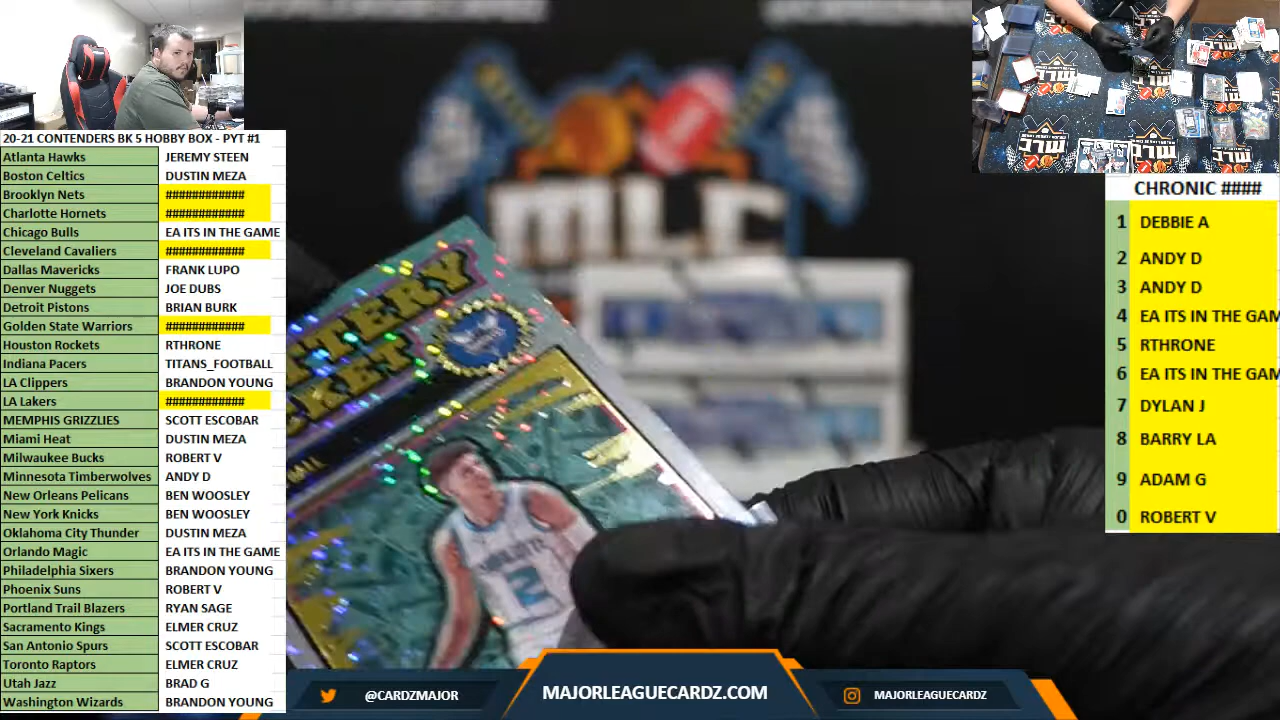 20-21 CONTENDERS BK 5 HOBBY BOX - PYT #1
Atlanta Hawks JEREMY STEEN
Boston Celtics DUSTIN MEZA
Brooklyn Nets ############
Charlotte Hornets ############
Chicago Bulls EA ITS IN THE GAME
Cleveland Cavaliers ############
Dallas Mavericks FRANK LUPO
Denver Nuggets JOE DUBS
Detroit Pistons BRIAN BURK
Golden State Warriors ############
Houston Rockets RTHRONE
Indiana Pacers TITANS_FOOTBALL
LA Clippers BRANDON YOUNG
LA Lakers ############
MEMPHIS GRIZZLIES SCOTT ESCOBAR
Miami Heat DUSTIN MEZA
Milwaukee Bucks ROBERT V
Minnesota Timberwolves ANDY D
New Orleans Pelicans BEN WOOSLEY
New York Knicks BEN WOOSLEY
Oklahoma City Thunder DUSTIN MEZA
Orlando Magic EA ITS IN THE GAME
Philadelphia Sixers BRANDON YOUNG
Phoenix Suns ROBERT V
Portland Trail Blazers RYAN SAGE
Sacramento Kings ELMER CRUZ
San Antonio Spurs SCOTT ESCOBAR
Toronto Raptors ELMER CRUZ
Utah Jazz BRAD G
Washington Wizards BRANDON YOUNG
MLC
TTERY
CKET
2
CHRONIC ####
1 DEBBIE A
2 ANDY D
3 ANDY D
4 EA ITS IN THE GAM
5 RTHRONE
6 EA ITS IN THE GAM
7 DYLAN J
8 BARRY LA
9 ADAM G
0 ROBERT V
MLC
MLC
MLC
@CARDZMAJOR
MAJORLEAGUECARDZ.COM
MAJORLEAGUECARDZ